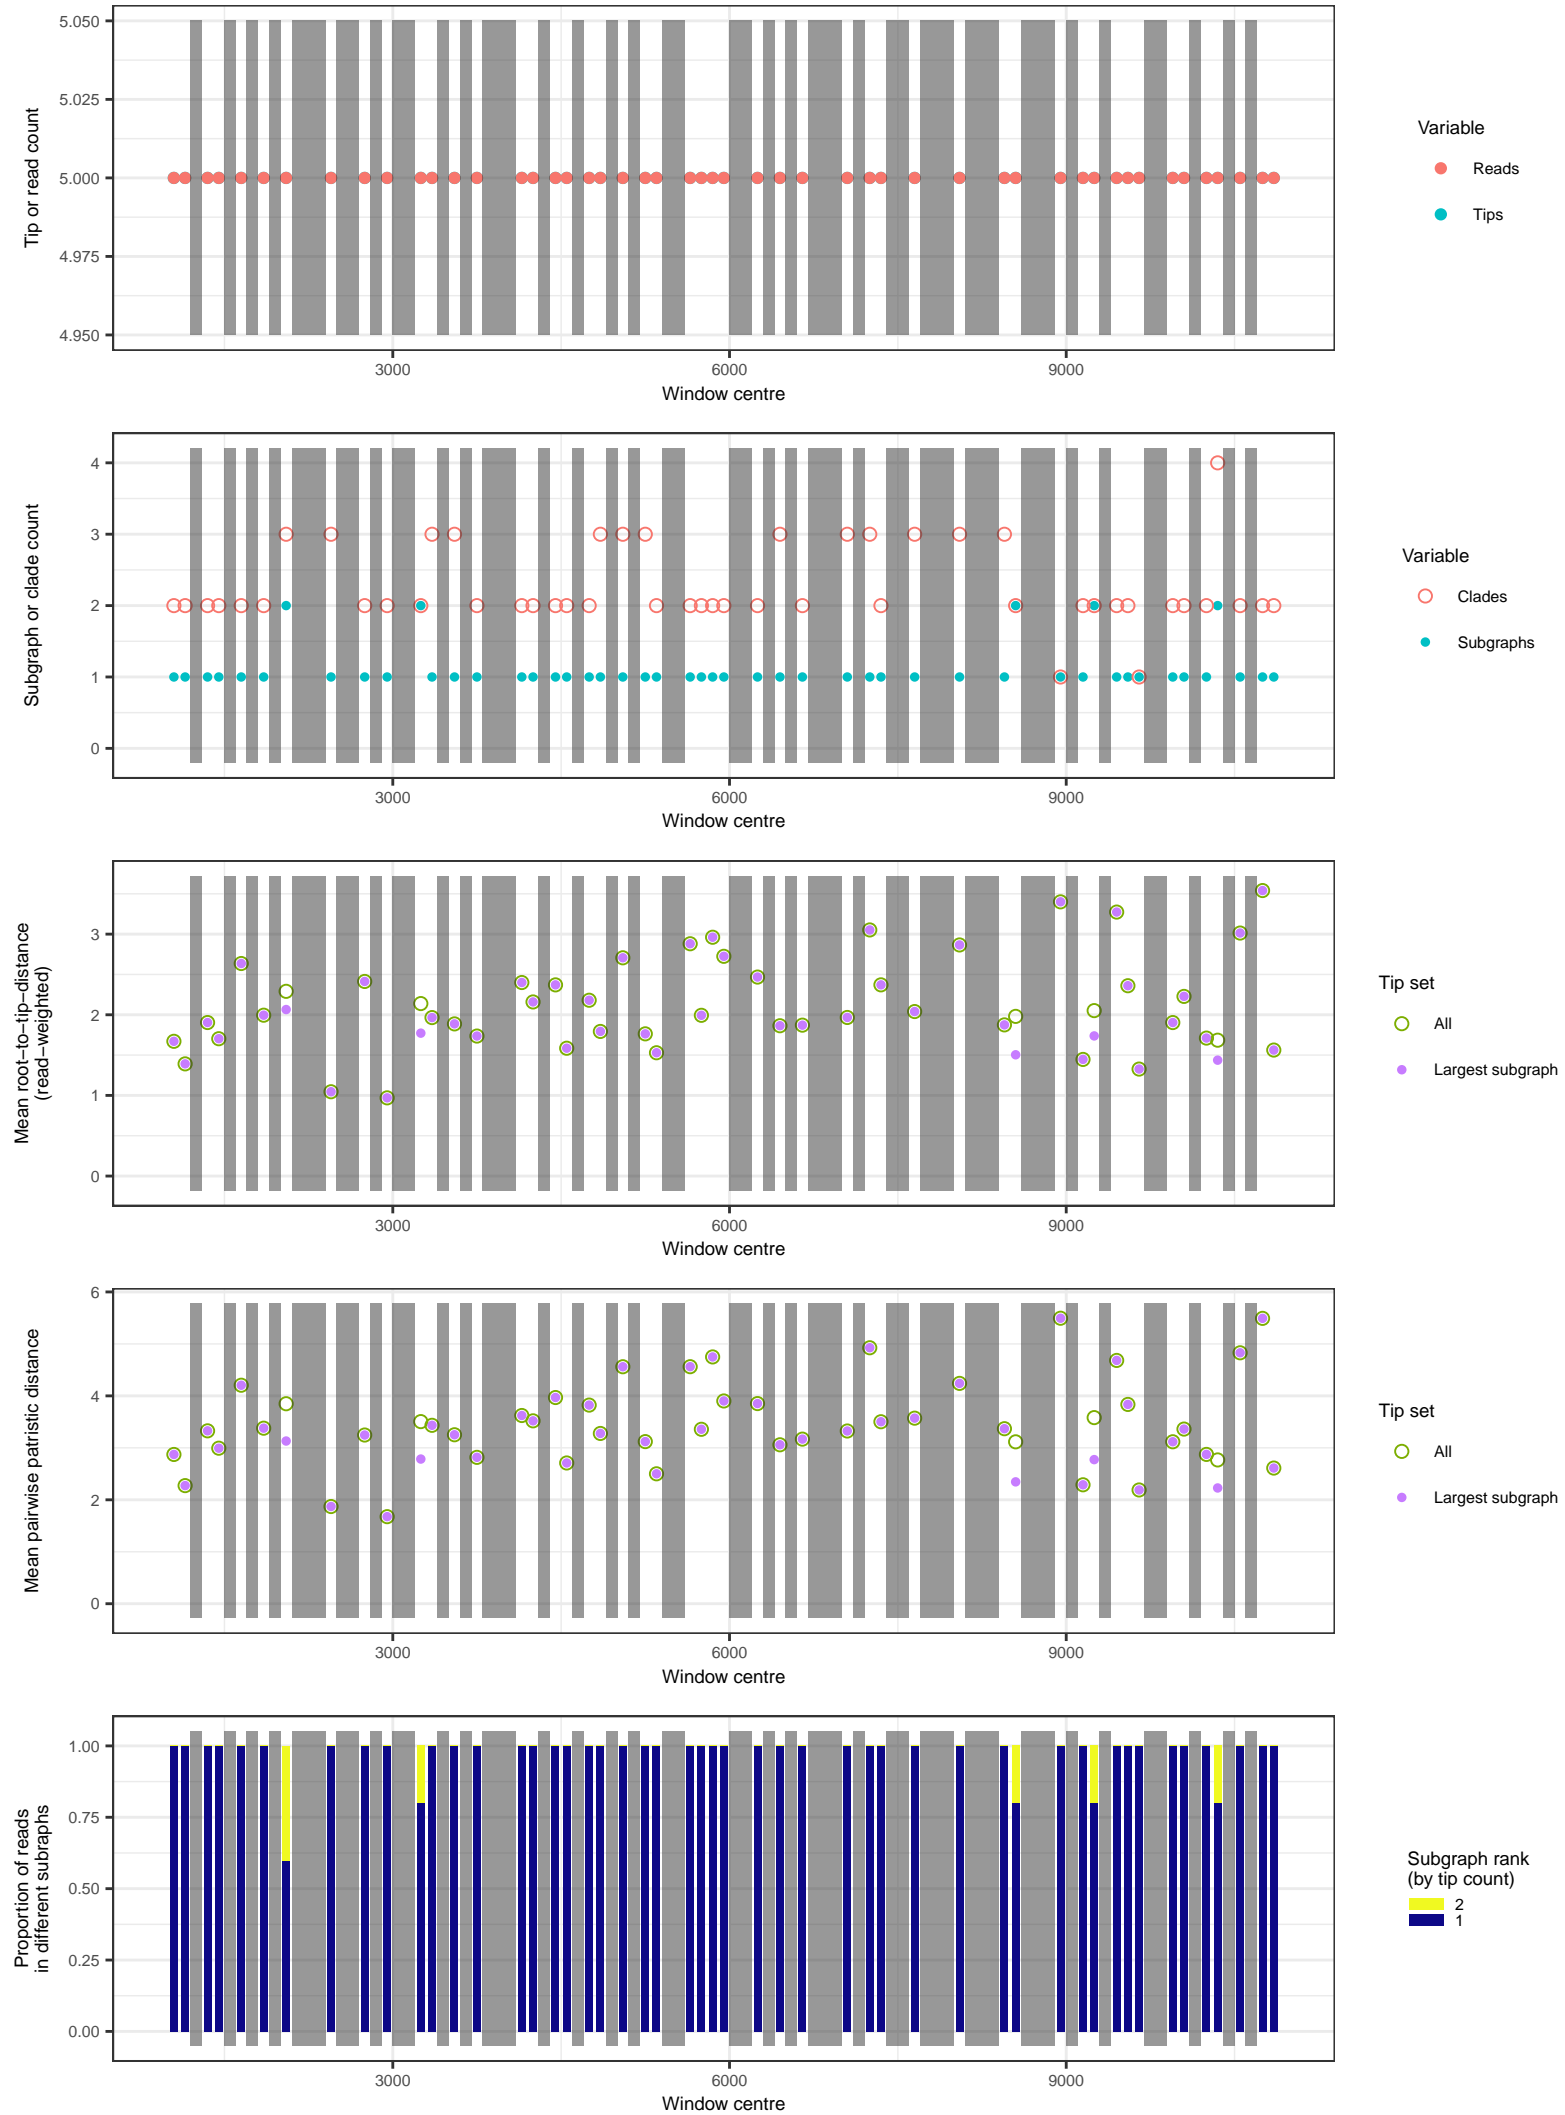 5.050
5.025
5.000
4.975
4.950
Tip or read count
3000
6000
9000
Window centre
Variable
Reads
Tips
4
3
2
1
0
Subgraph or clade count
3000
6000
9000
Window centre
Variable
Clades
Subgraphs
3
2
1
0
Mean root−to−tip−distance
(read−weighted)
3000
6000
9000
Window centre
Tip set
All
Largest subgraph
6
4
2
0
Mean pairwise patristic distance
3000
6000
9000
Window centre
Tip set
All
Largest subgraph
1.00
0.75
0.50
0.25
0.00
Proportion of reads
in different subraphs
3000
6000
9000
Window centre
Subgraph rank
(by tip count)
2
1